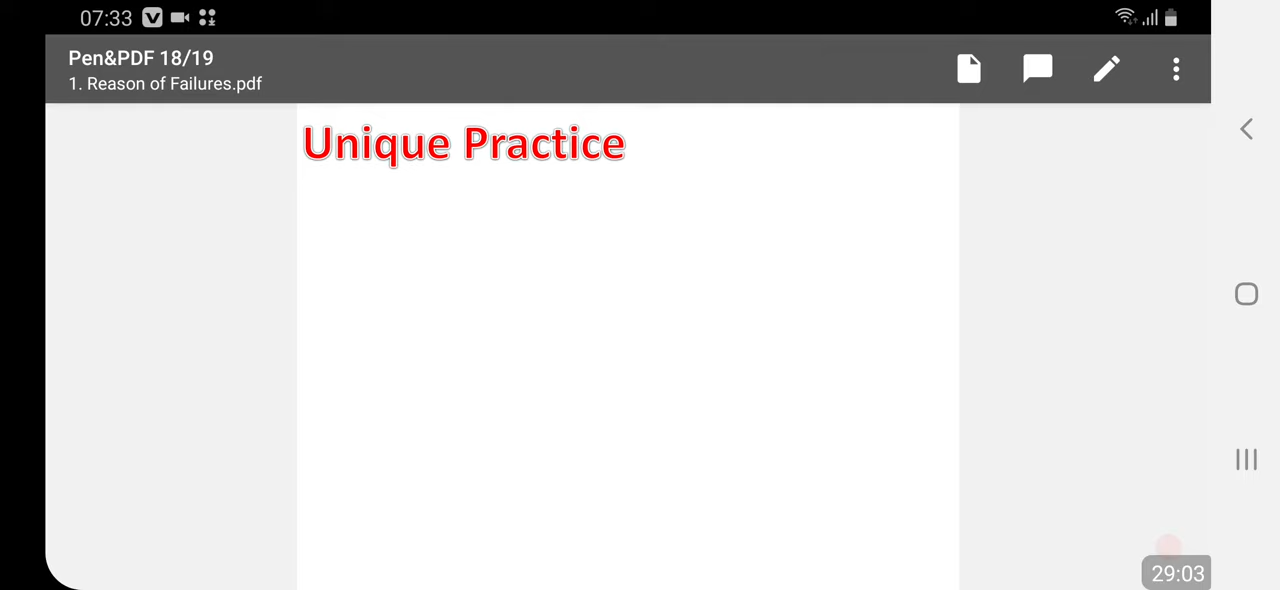 07:33
Pen&PDF 18/19
1. Reason of Failures.pdf
Unique Practice
29:03